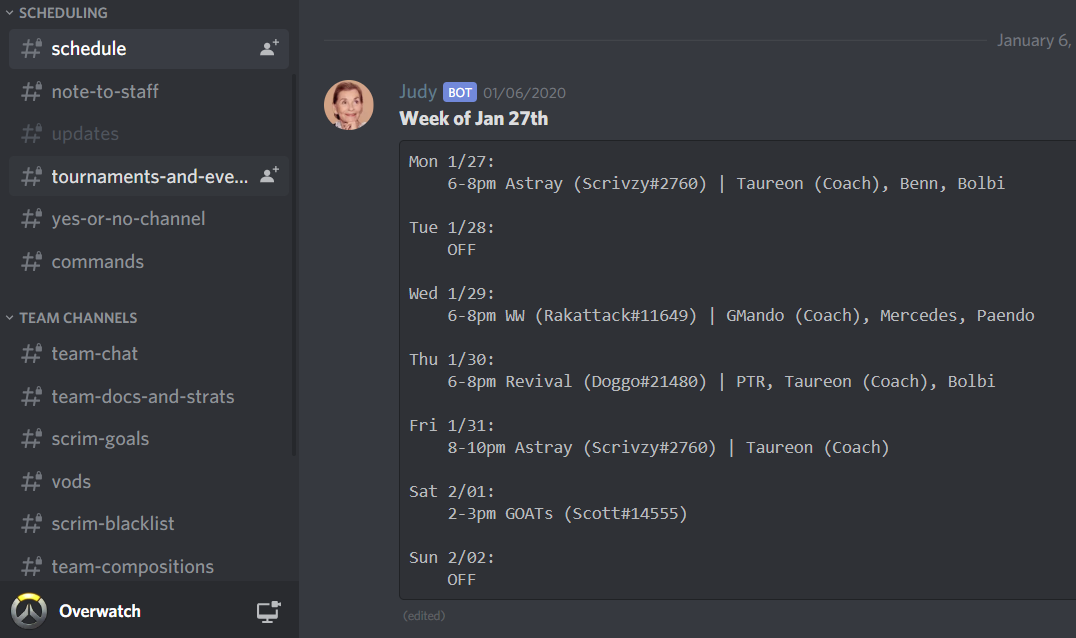 SCHEDULING
schedule
note-to-staff
updates
tournaments-and-eve...
yes-or-no-channel
commands
TEAM CHANNELS
team-chat
team-docs-and-strats
scrim-goals
vods
scrim-blacklist
team-compositions
Overwatch
January 6,
Judy BOT 01/06/2020
Week of Jan 27th
Mon 1/27:
6-8pm Astray (Scrivzy#2760) | Taureon (Coach), Benn, Bolbi
Tue 1/28:
OFF
Wed 1/29:
6-8pm WW (Rakattack#11649) | GMando (Coach), Mercedes, Paendo
Thu 1/30:
6-8pm Revival (Doggo#21480) | PTR, Taureon (Coach), Bolbi
Fri 1/31:
8-10pm Astray (Scrivzy#2760) | Taureon (Coach)
Sat 2/01:
2-3pm GOATs (Scott#14555)
Sun 2/02:
OFF
(edited)